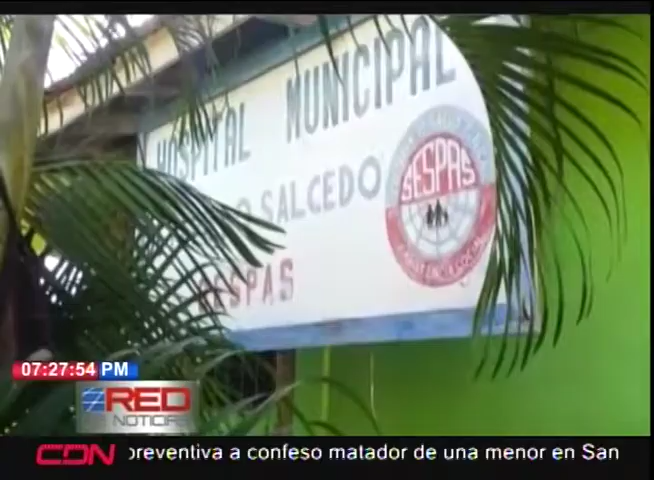 HOSPITAL MUNICIPAL
SALCEDO
SESPAS
SESPAS
07:27:54 PM
RED
NOTICIAS
CDN preventiva a confeso matador de una menor en San